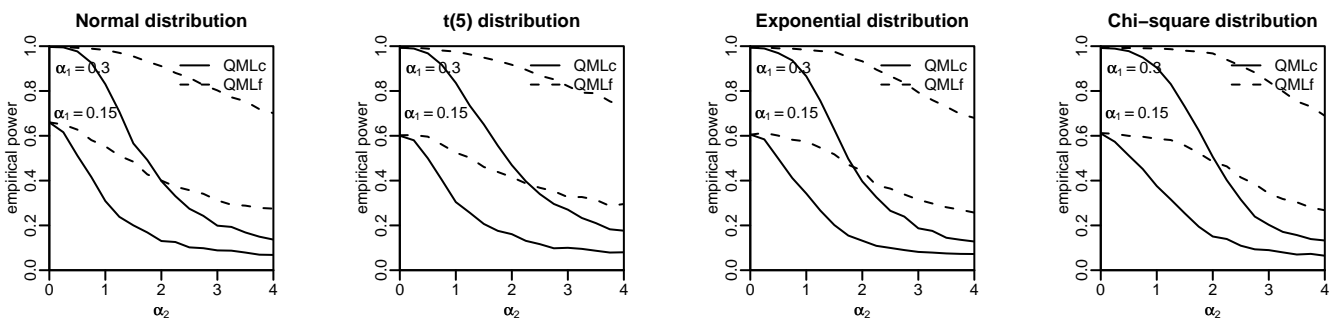 Normal distribution
empirical power
1.0
0.8
0.6
0.4
0.2
0.0
α1 = 0.3
α1 = 0.15
QMLc
QMLf
0 1 2 3 4
α2
t(5) distribution
empirical power
1.0
0.8
0.6
0.4
0.2
0.0
α1 = 0.3
α1 = 0.15
QMLc
QMLf
0 1 2 3 4
α2
Exponential distribution
empirical power
1.0
0.8
0.6
0.4
0.2
0.0
α1 = 0.3
α1 = 0.15
QMLc
QMLf
0 1 2 3 4
α2
Chi−square distribution
empirical power
1.0
0.8
0.6
0.4
0.2
0.0
α1 = 0.3
α1 = 0.15
QMLc
QMLf
0 1 2 3 4
α2